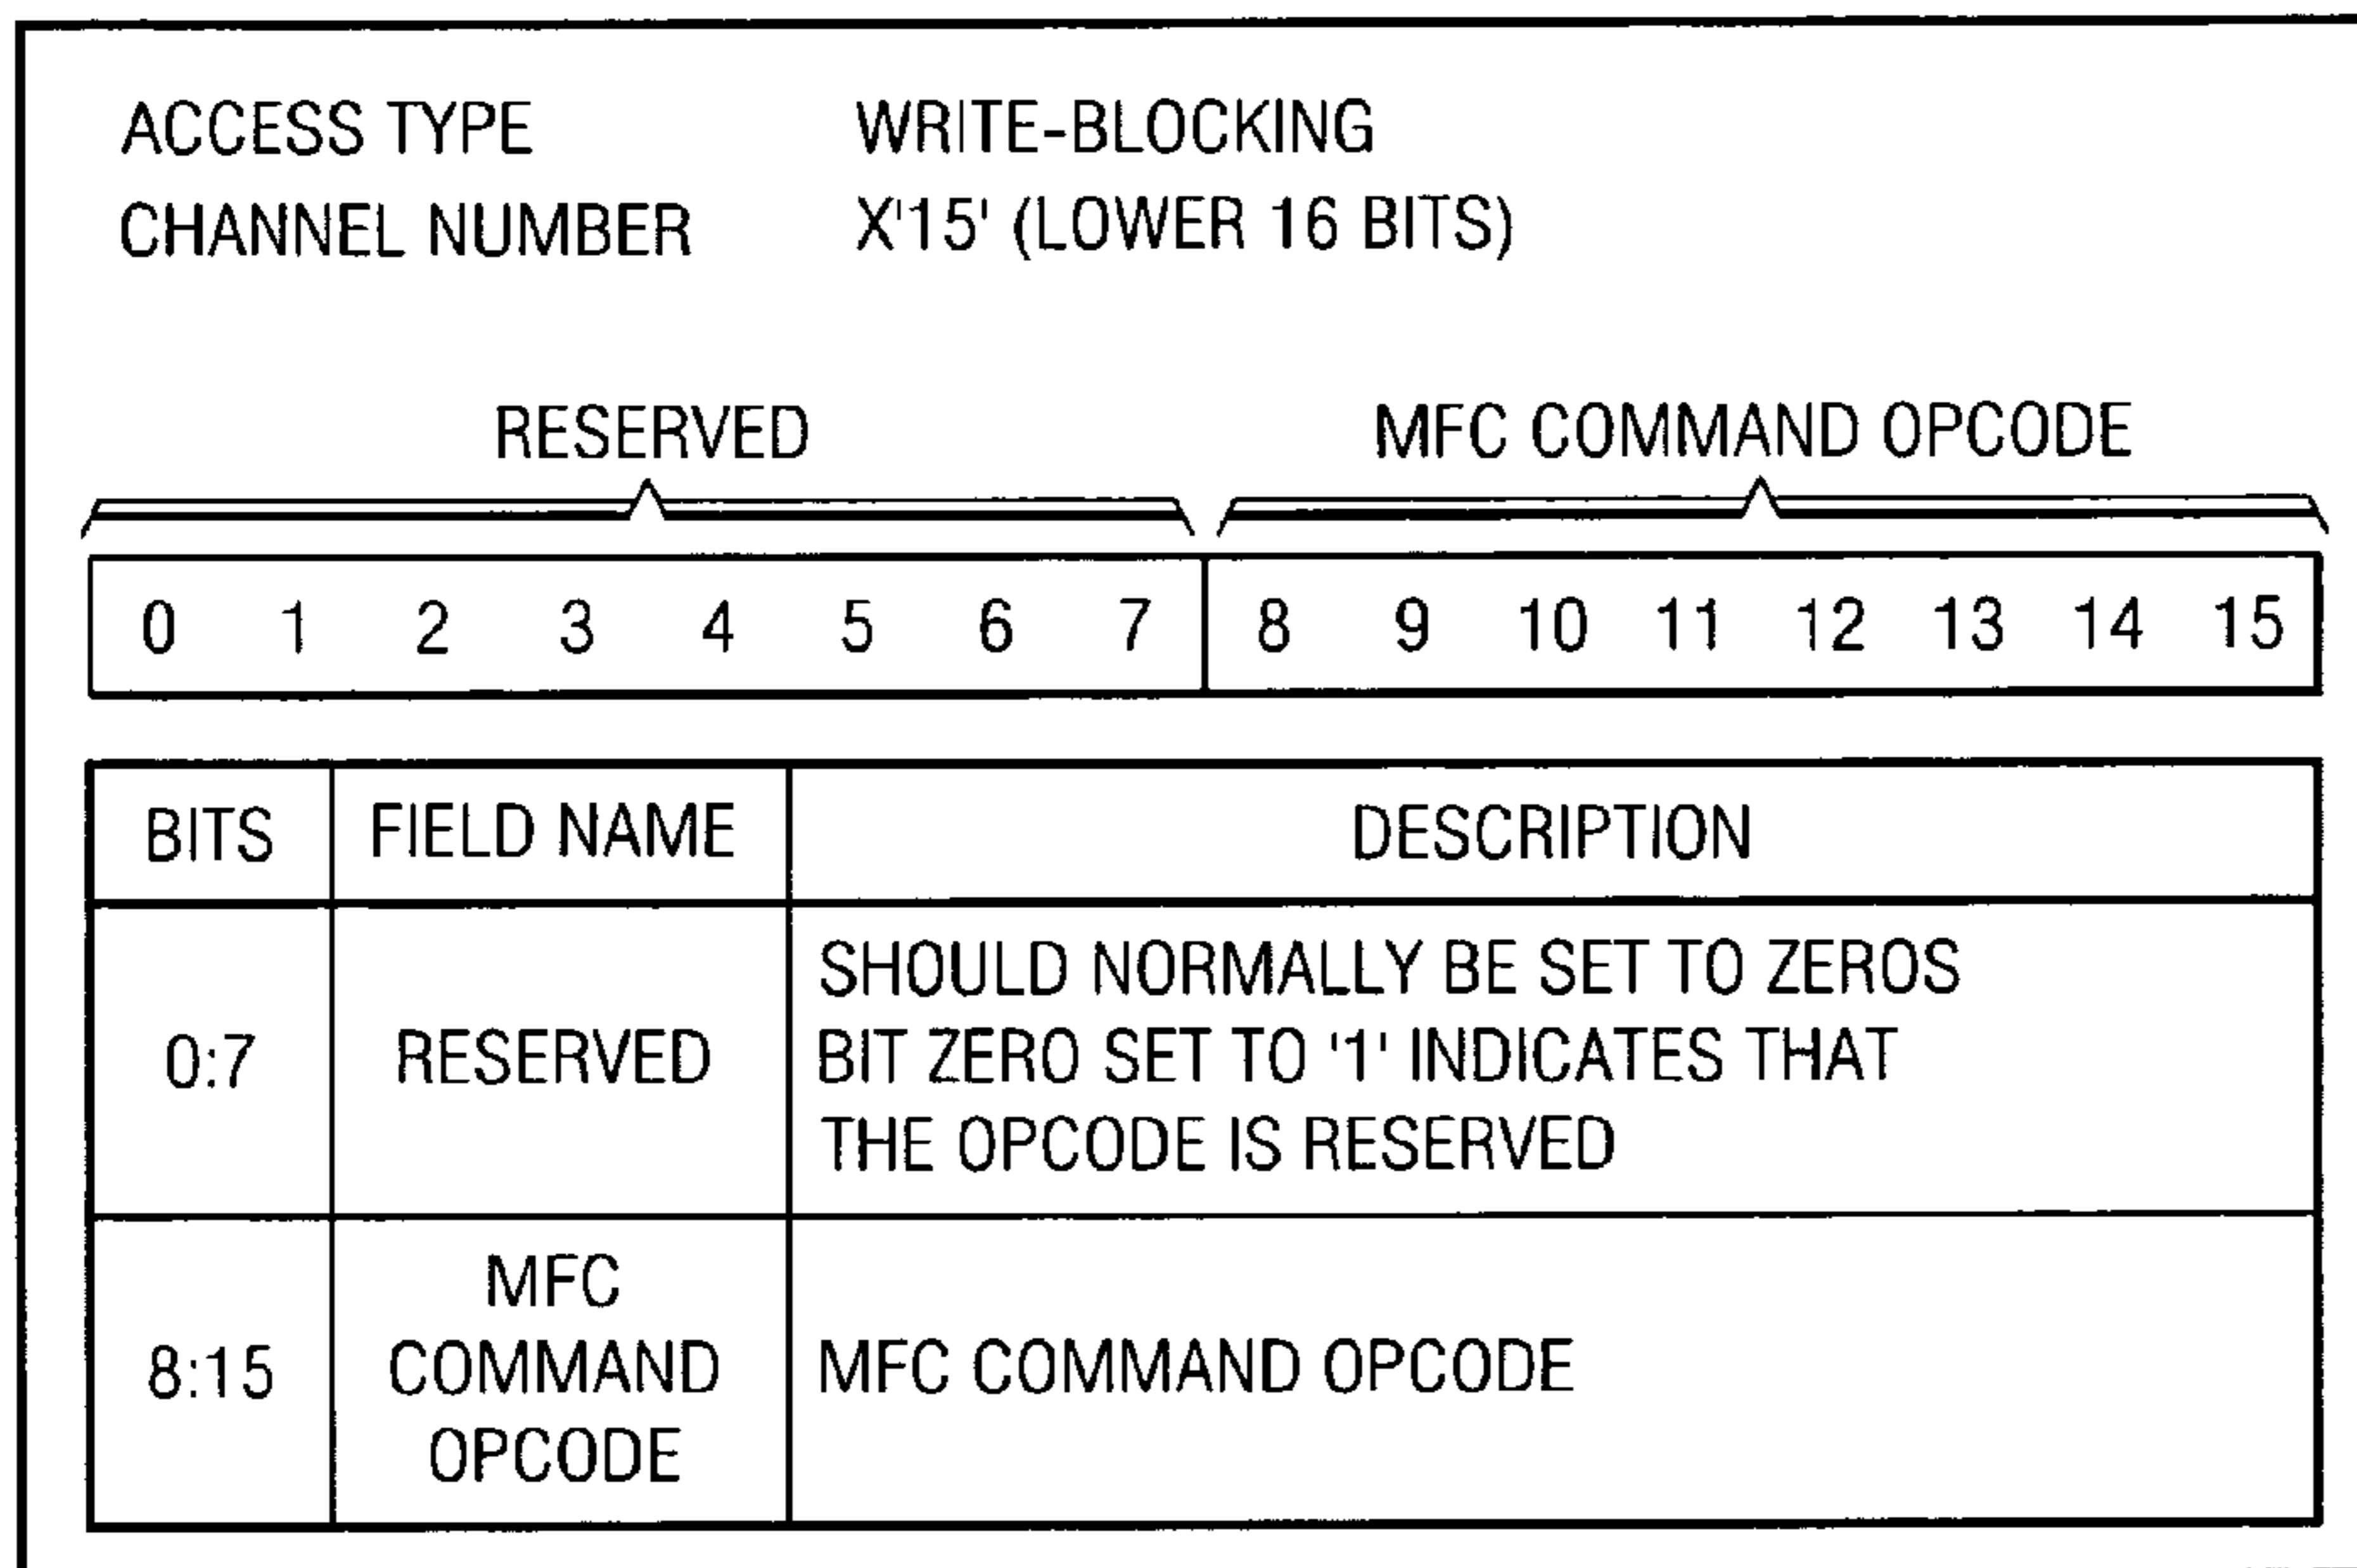 ACCESS TYPE WRITE-BLOCKING
CHANNEL NUMBER X'15' (LOWER 16 BITS)
RESERVED MFC COMMAND OPCODE
0 1 2 3 4 5 6 7 8 9 10 11 12 13 14 15
BITS FIELD NAME DESCRIPTION
0:7 RESERVED SHOULD NORMALLY BE SET TO ZEROS
BIT ZERO SET TO '1' INDICATES THAT
THE OPCODE IS RESERVED
8:15 MFC COMMAND OPCODE MFC COMMAND OPCODE